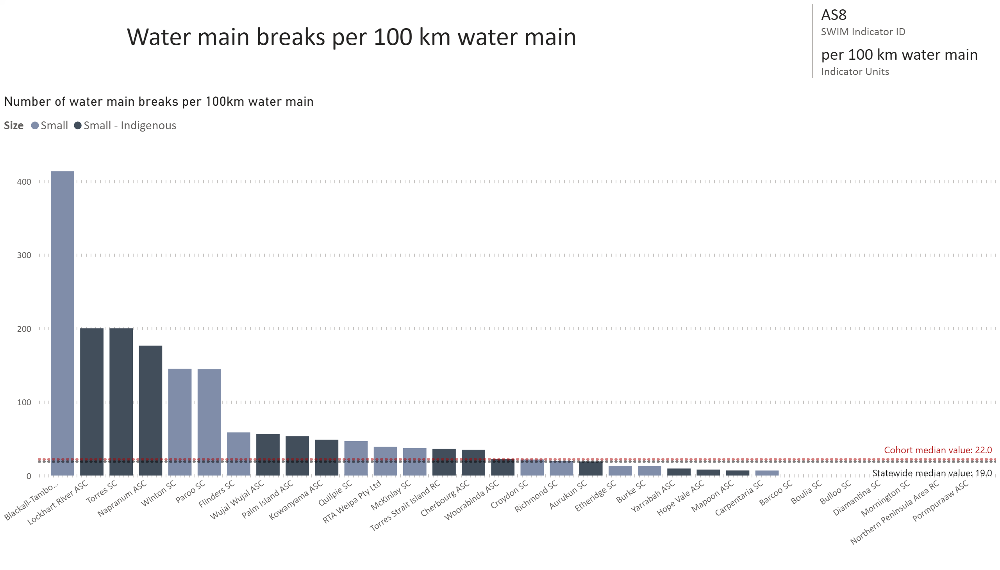 Water main breaks per 100 km water main
AS8
SWIM Indicator ID
per 100 km water main
Indicator Units
Number of water main breaks per 100km water main
Size Small Small - Indigenous
400
300
200
100
0
Cohort median value: 22.0
Statewide median value: 19.0
Blackall-Tambo...
Lockhart River ASC
Torres SC
Napranum ASC
Winton SC
Paroo SC
Flinders SC
Wujal Wujal ASC
Palm Island ASC
Kowanyama ASC
Quilpie SC
RTA Weipa Pty Ltd
McKinlay SC
Torres Strait Island RC
Cherbourg ASC
Woorabinda ASC
Croydon SC
Richmond SC
Aurukun SC
Etheridge SC
Burke SC
Yarrabah ASC
Hope Vale ASC
Mapoon ASC
Carpentaria SC
Barcoo SC
Boulia SC
Bulloo SC
Diamantina SC
Mornington SC
Northern Peninsula Area RC
Pormpuraaw ASC